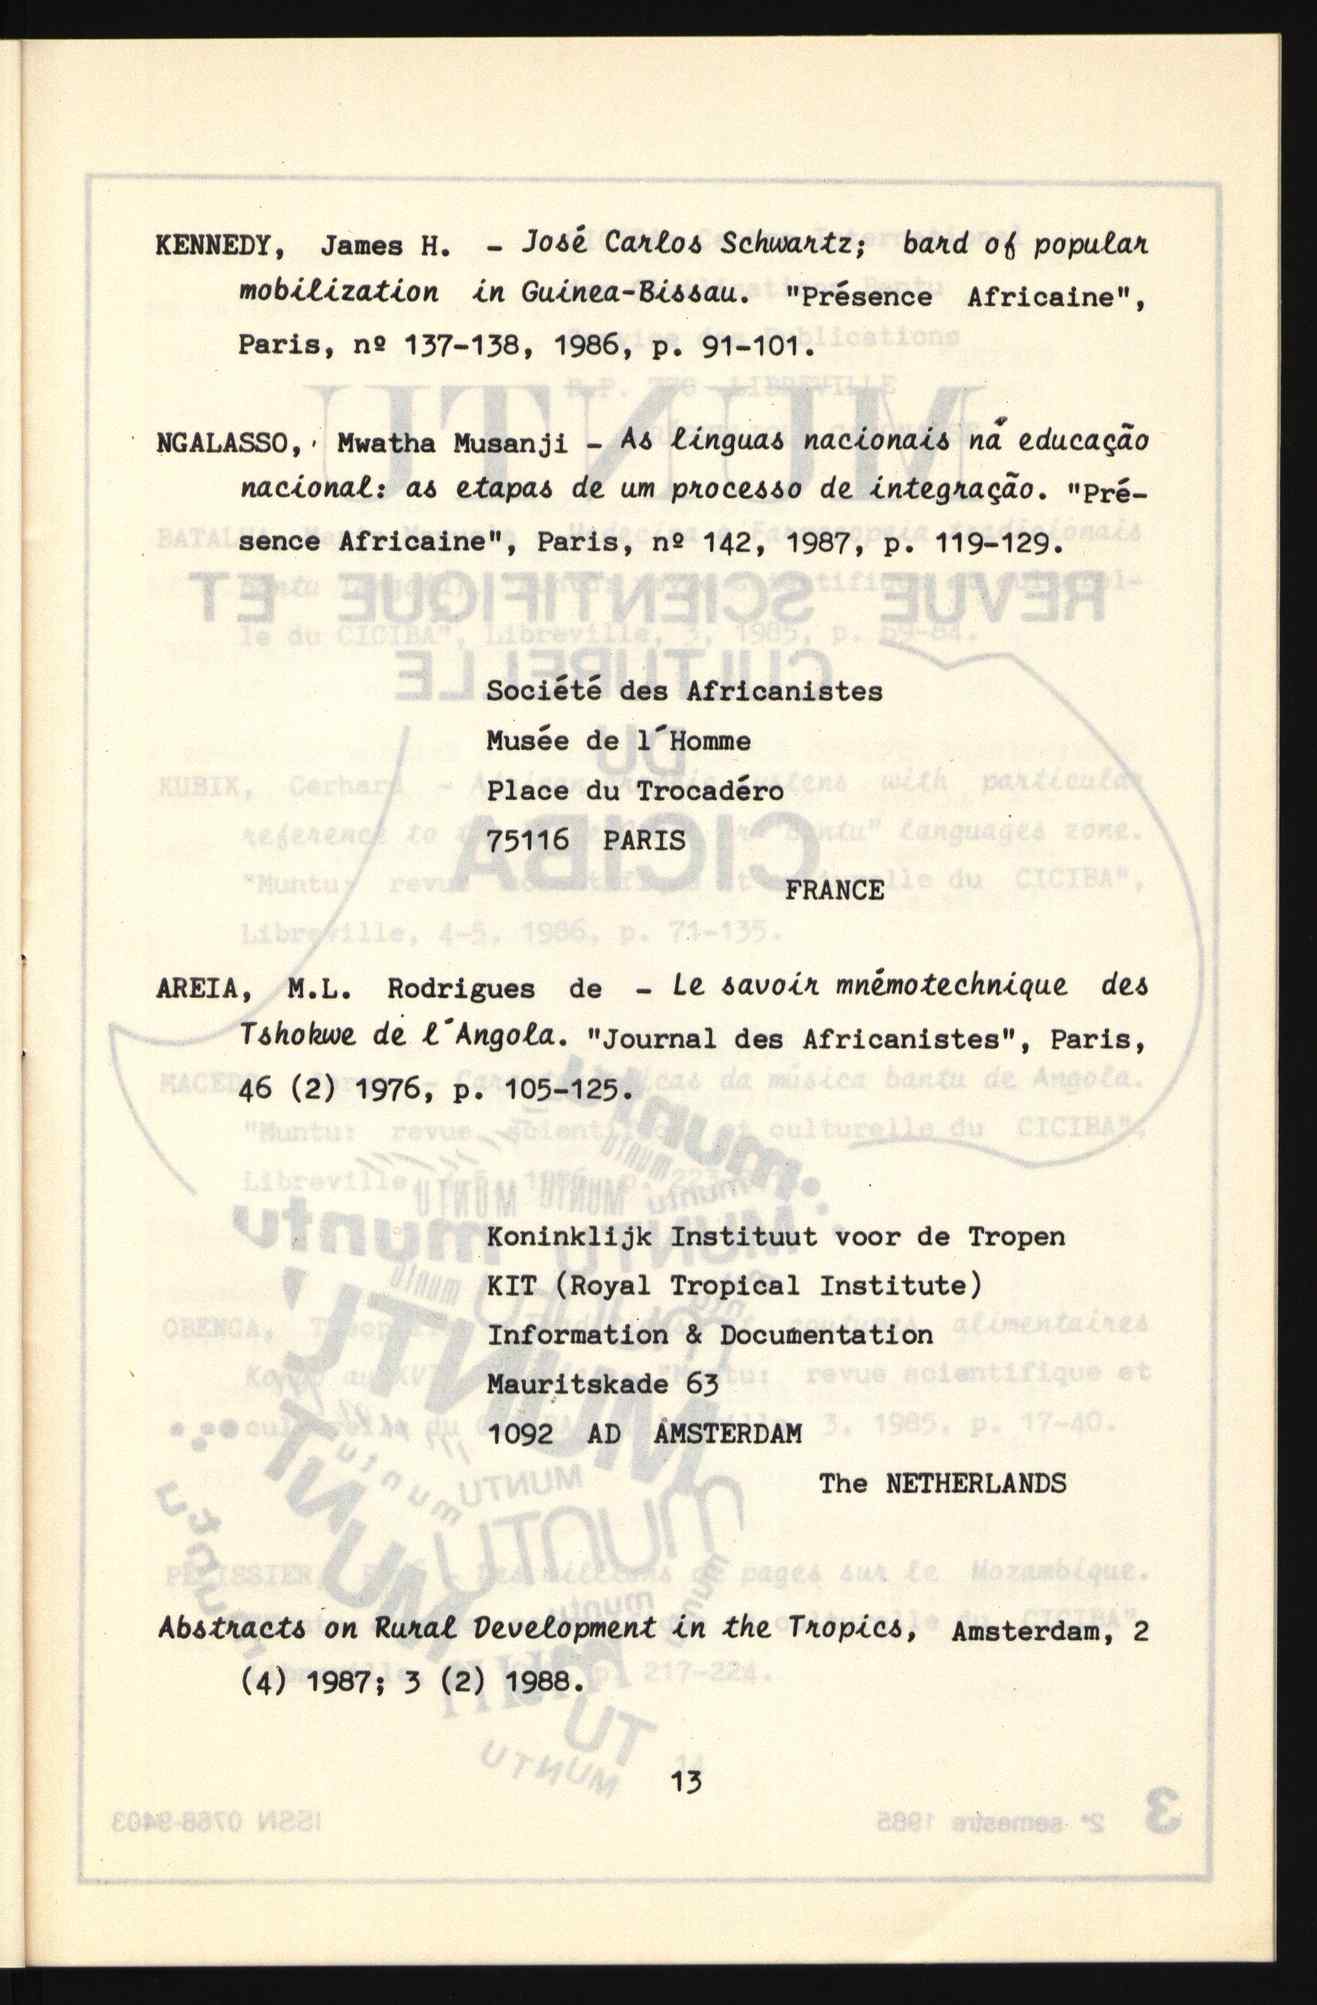 KENNEDY, James H. - José Carlos Schwartz; bard of popular
mobilization in Guinea-Bissau. "Présence Africaine",
Paris, nº 137-138, 1986, p. 91-101.
NGALASSO, Mwatha Musanji - As linguas nacionais na educação
nacional: as etapas de um processo de integração. "Pré-
sence Africaine", Paris, nº 142, 1987, p. 119-129.
Société des Africanistes
Musée de l´Homme
Place du Trocadéro
75116 PARIS
FRANCE
AREIA, M.L. Rodrigues de - Le savoir mnémotechnique des
Tshokwe de l´Angola. "Journal des Africanistes", Paris,
46 (2) 1976, p. 105-125.
Koninklijk Instituut voor de Tropen
KIT (Royal Tropical Institute)
Information & Documentation
Mauritskade 63
1092 AD AMSTERDAM
The NETHERLANDS
Abstracts on Rural Development in the Tropics, Amsterdam, 2
(4) 1987; 3 (2) 1988.
13